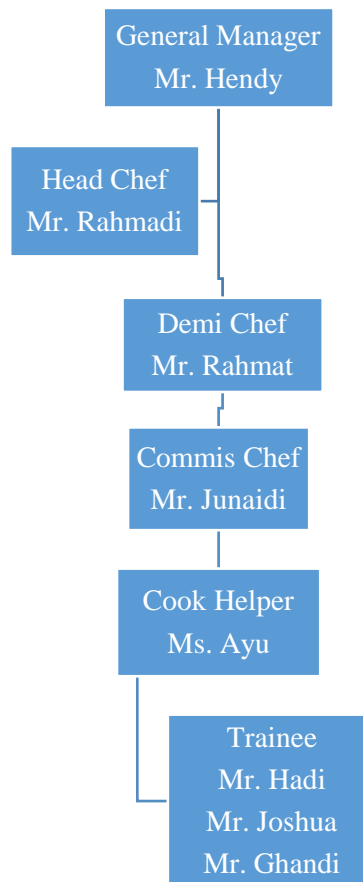 General Manager
Mr. Hendy
Head Chef
Mr. Rahmadi
Demi Chef
Mr. Rahmat
Commis Chef
Mr. Junaidi
Cook Helper
Ms. Ayu
Trainee
Mr. Hadi
Mr. Joshua
Mr. Ghandi